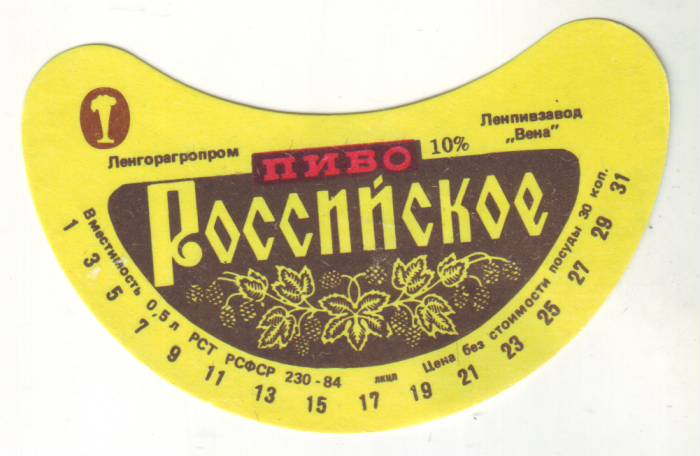 Ленгорагропром
ПИВО
10%
Ленпивзавод
„Вена"
Российское
Вместимость 0,5 л РСТ РСФСР 230-84 лкцл Цена без стоимости посуды 30 коп.
1 3 5 7 9 11 13 15 17 19 21 23 25 27 29 31